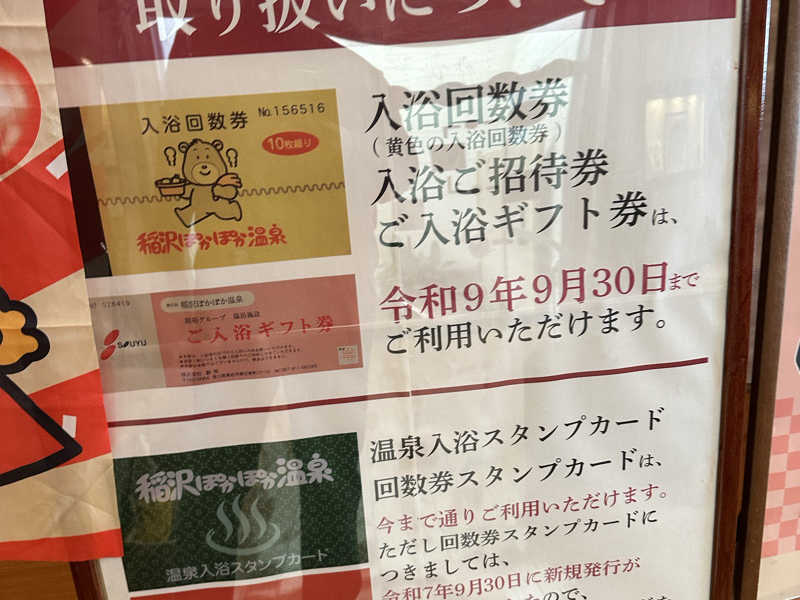 取り扱いについて
入浴回数券
No.156516
10枚綴り
稲沢ぽかぽか温泉
入浴回数券
(黄色の入浴回数券)
入浴ご招待券
ご入浴ギフト券は、
令和9年9月30日まで
ご利用いただけます。
稲沢ぽかぽか温泉
ご入浴ギフト券
SOUYU
稲沢ぽかぽか温泉
温泉入浴スタンプカード
温泉入浴スタンプカード
回数券スタンプカードは、
今まで通りご利用いただけます。
ただし回数券スタンプカードに
つきましては、
令和7年9月30日に新規発行が